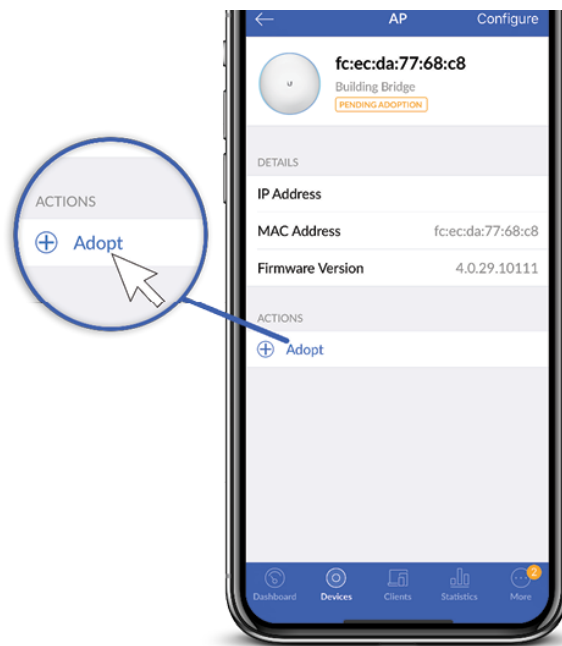 AP
Configure
fc:ec:da:77:68:c8
Building Bridge
PENDING ADOPTION
DETAILS
IP Address
MAC Address fc:ec:da:77:68:c8
Firmware Version 4.0.29.10111
ACTIONS
Adopt
ACTIONS
Adopt
Dashboard
Devices
Clients
Statistics
2
More